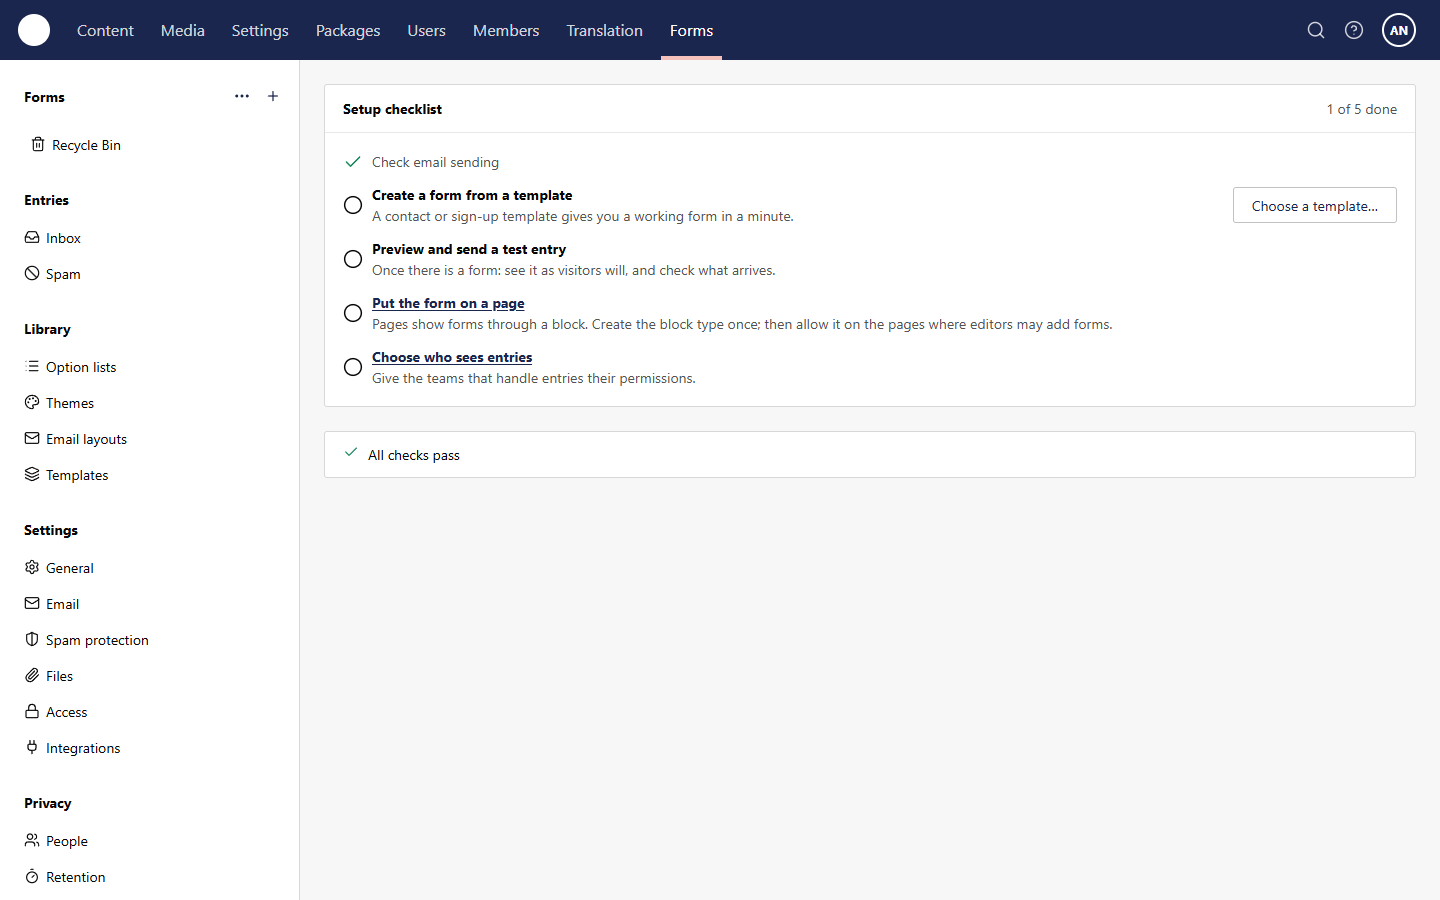 Content Media Settings Packages Users Members Translation Forms AN
Forms
Recycle Bin
Entries
Inbox
Spam
Library
Option lists
Themes
Email layouts
Templates
Settings
General
Email
Spam protection
Files
Access
Integrations
Privacy
People
Retention
Setup checklist 1 of 5 done
Check email sending
Create a form from a template
A contact or sign-up template gives you a working form in a minute.
Choose a template...
Preview and send a test entry
Once there is a form: see it as visitors will, and check what arrives.
Put the form on a page
Pages show forms through a block. Create the block type once; then allow it on the pages where editors may add forms.
Choose who sees entries
Give the teams that handle entries their permissions.
All checks pass